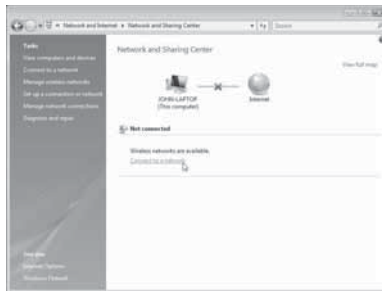 Network and Internet ▸ Network and Sharing Center
Search
Tasks
View computers and devices
Connect to a network
Manage wireless networks
Set up a connection or network
Manage network connections
Diagnose and repair
Network and Sharing Center
View full map
JOHN-LAPTOP
(This computer)
Internet
Not connected
Wireless networks are available.
Connect to a network
See also
Internet Options
Windows Firewall